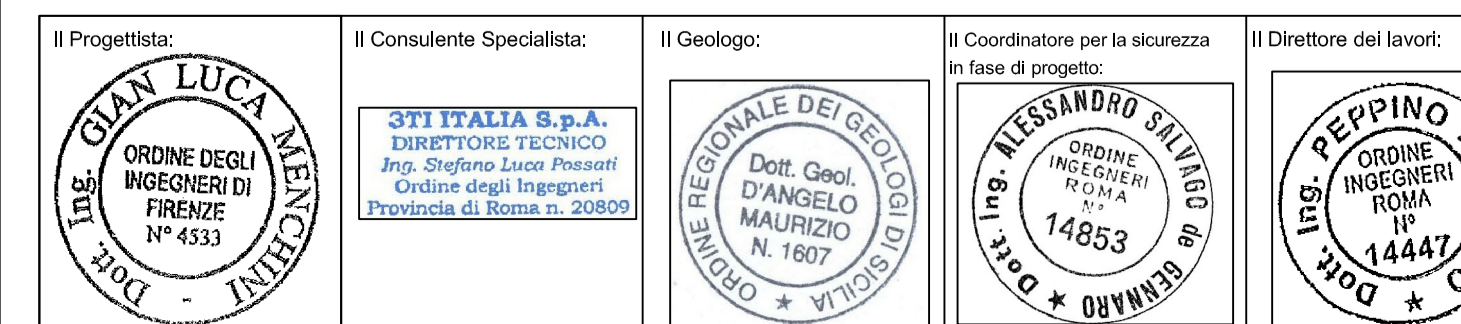 Il Progettista:
Dott. Ing. GIAN LUCA MENCHINI -
ORDINE DEGLI
INGEGNERI DI
FIRENZE
N° 4533
Il Consulente Specialista:
3TI ITALIA S.p.A.
DIRETTORE TECNICO
Ing. Stefano Luca Possati
Ordine degli Ingegneri
Provincia di Roma n. 20809
Il Geologo:
ORDINE REGIONALE DEI GEOLOGI DI SICILIA ★
Dott. Geol.
D'ANGELO
MAURIZIO
N. 1607
Il Coordinatore per la sicurezza
in fase di progetto:
Dott. Ing. ALESSANDRO SALVAGO de GENNARO ★
ORDINE
INGEGNERI
ROMA
N°
14853
Il Direttore dei lavori:
Dott. Ing. PEPPINO
ORDINE
INGEGNERI
ROMA
N°
14447